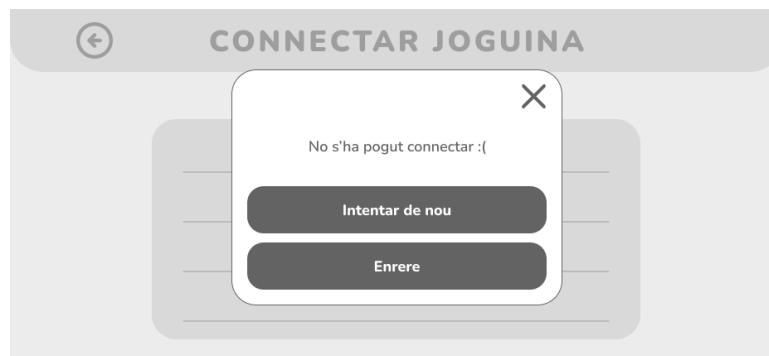 CONNECTAR JOGUINA
No s'ha pogut connectar :(
Intentar de nou
Enrere